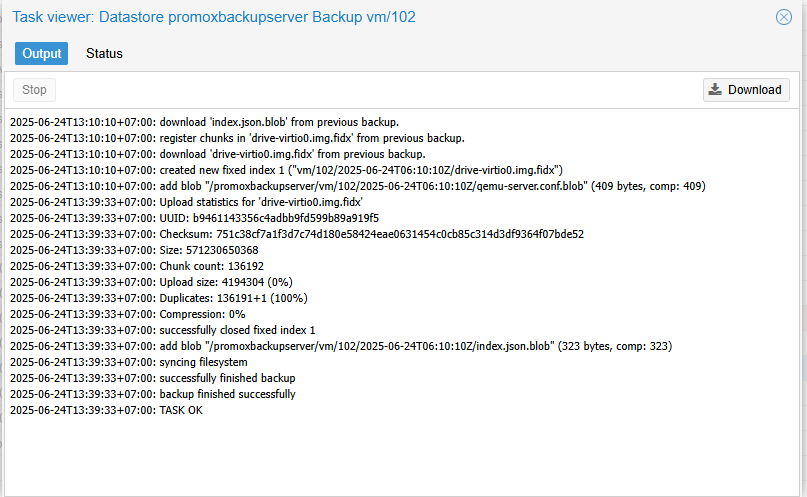 Task viewer: Datastore promoxbackupserver Backup vm/102
Output Status
Stop Download
2025-06-24T13:10:10+07:00: download 'index.json.blob' from previous backup.
2025-06-24T13:10:10+07:00: register chunks in 'drive-virtio0.img.fidx' from previous backup.
2025-06-24T13:10:10+07:00: download 'drive-virtio0.img.fidx' from previous backup.
2025-06-24T13:10:10+07:00: created new fixed index 1 ("vm/102/2025-06-24T06:10:10Z/drive-virtio0.img.fidx")
2025-06-24T13:10:10+07:00: add blob "/promoxbackupserver/vm/102/2025-06-24T06:10:10Z/qemu-server.conf.blob" (409 bytes, comp: 409)
2025-06-24T13:39:33+07:00: Upload statistics for 'drive-virtio0.img.fidx'
2025-06-24T13:39:33+07:00: UUID: b9461143356c4adbb9fd599b89a919f5
2025-06-24T13:39:33+07:00: Checksum: 751c38cf7a1f3d7c74d180e58424eae0631454c0cb85c314d3df9364f07bde52
2025-06-24T13:39:33+07:00: Size: 571230650368
2025-06-24T13:39:33+07:00: Chunk count: 136192
2025-06-24T13:39:33+07:00: Upload size: 4194304 (0%)
2025-06-24T13:39:33+07:00: Duplicates: 136191+1 (100%)
2025-06-24T13:39:33+07:00: Compression: 0%
2025-06-24T13:39:33+07:00: successfully closed fixed index 1
2025-06-24T13:39:33+07:00: add blob "/promoxbackupserver/vm/102/2025-06-24T06:10:10Z/index.json.blob" (323 bytes, comp: 323)
2025-06-24T13:39:33+07:00: syncing filesystem
2025-06-24T13:39:33+07:00: successfully finished backup
2025-06-24T13:39:33+07:00: backup finished successfully
2025-06-24T13:39:33+07:00: TASK OK